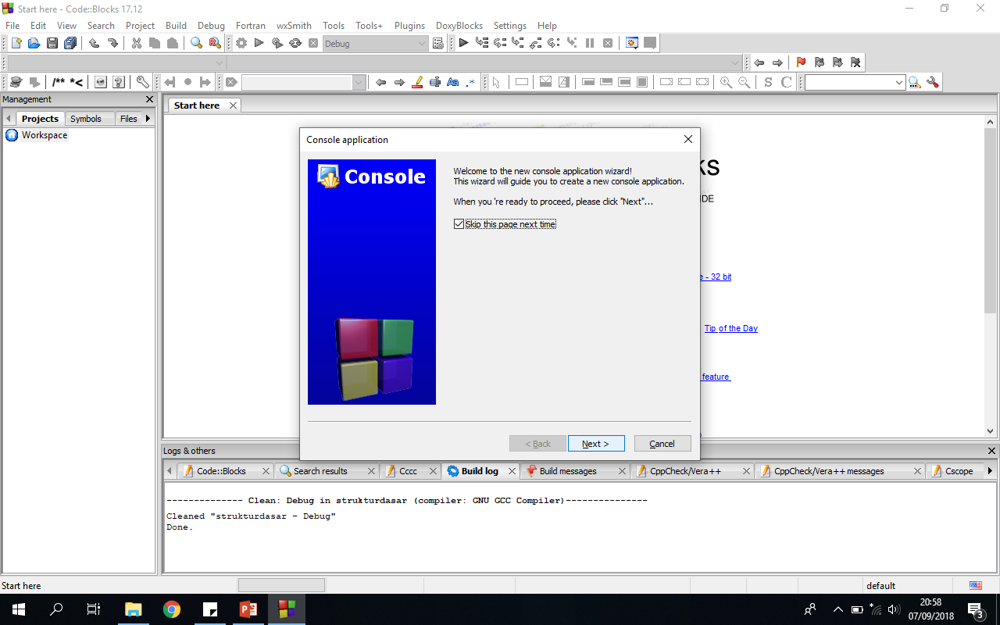 Start here - Code::Blocks 17.12
File Edit View Search Project Build Debug Fortran wxSmith Tools Tools+ Plugins DoxyBlocks Settings Help
Debug
/** *<
Aa .*
S C
Management
Projects Symbols Files
Workspace
Start here
Console application
Console
Welcome to the new console application wizard!
This wizard will guide you to create a new console application.
When you 're ready to proceed, please click "Next"...
Skip this page next time
< Back Next > Cancel
KS
IDE
e - 32 bit
Tip of the Day
feature
Logs & others
Code::Blocks Search results Cccc Build log Build messages CppCheck/Vera++ CppCheck/Vera++ messages Cscope
-------------- Clean: Debug in strukturdasar (compiler: GNU GCC Compiler)---------------
Cleaned "strukturdasar - Debug"
Done.
Start here default
20:58
07/09/2018
3